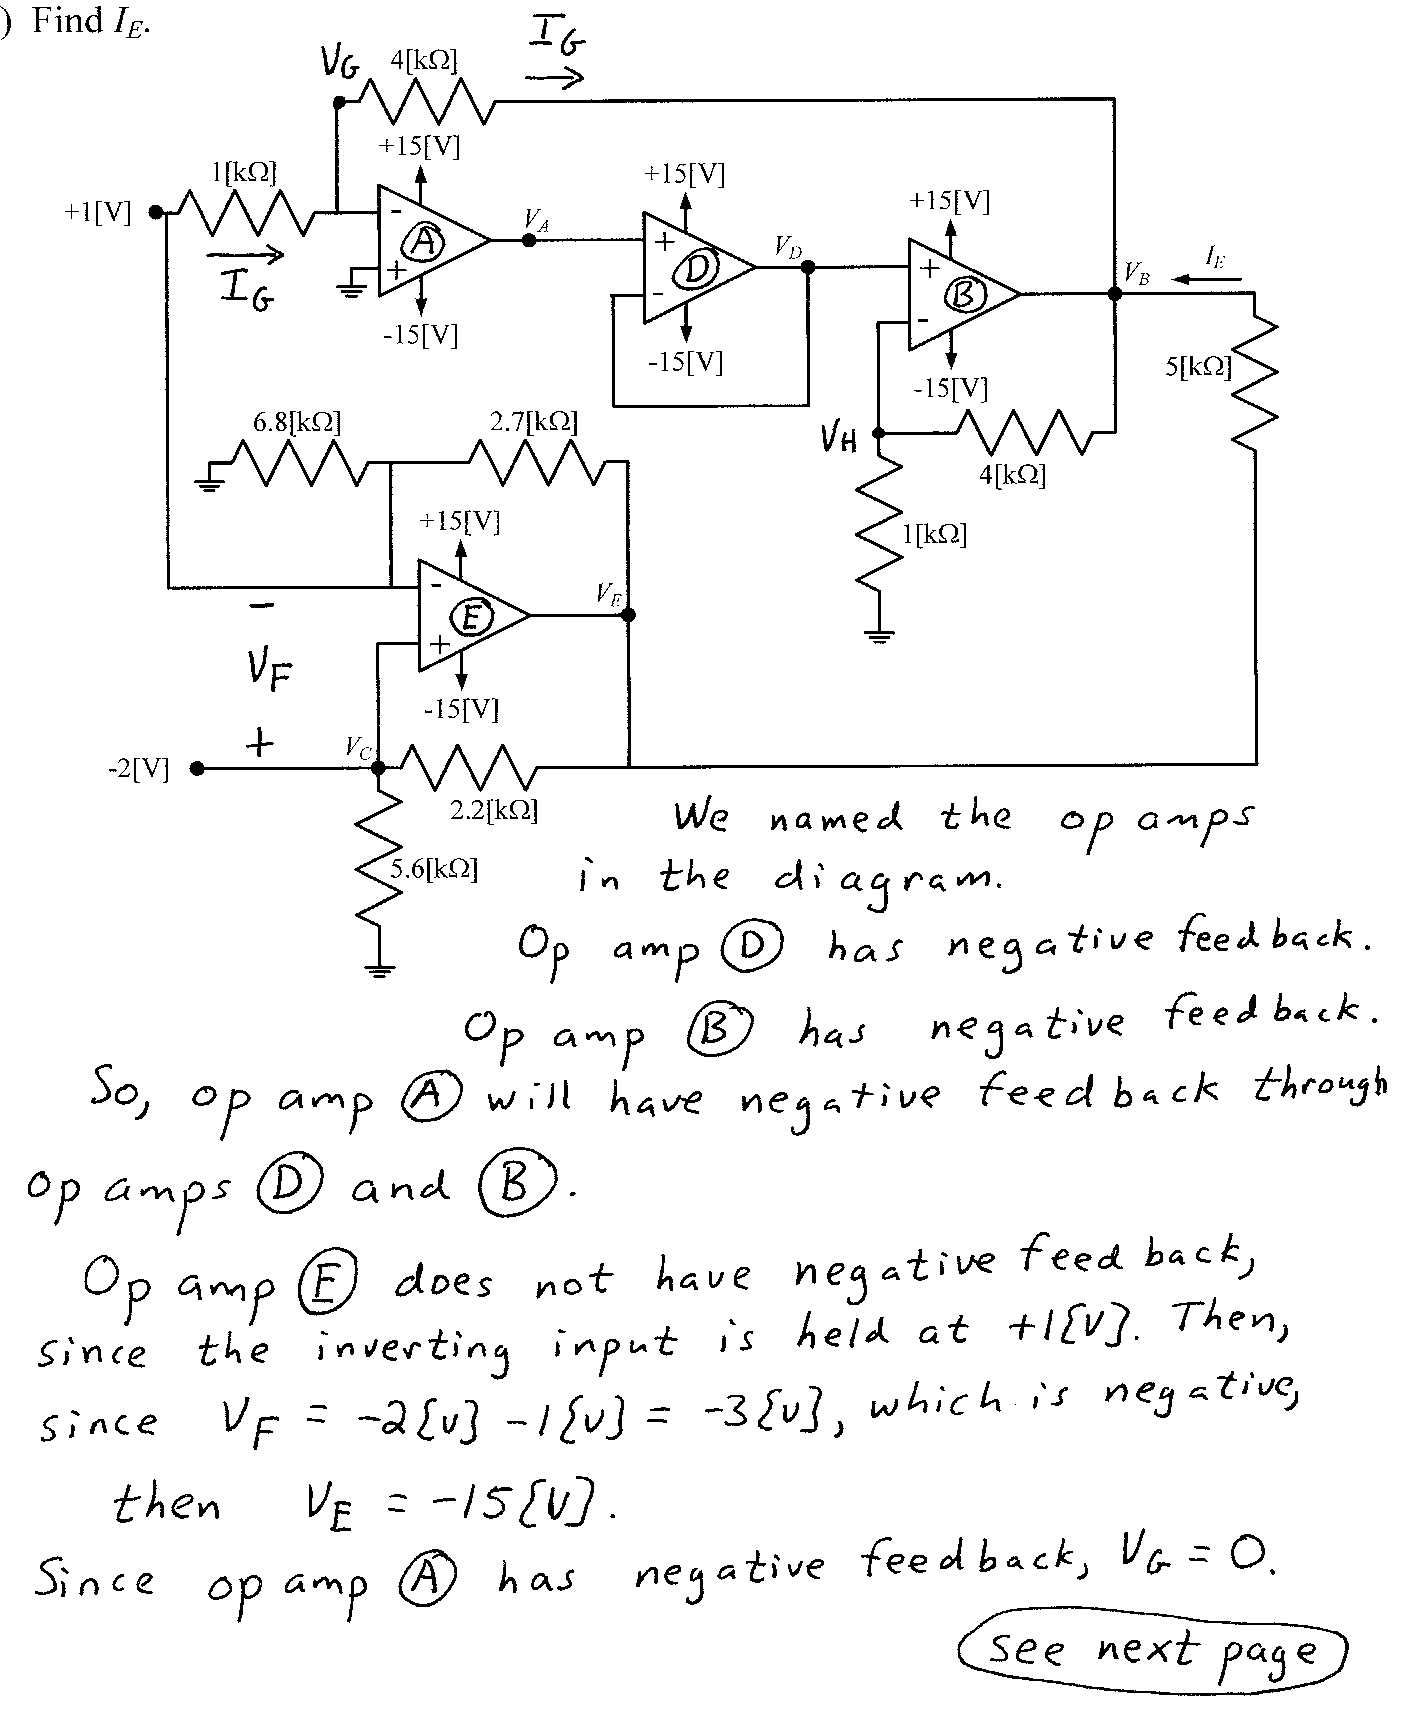 ) Find I_E.
I_G
V_G
4[kΩ]
+15[V]
1[kΩ]
+1[V]
-
A
+
I_G
-15[V]
V_A
+15[V]
+
D
-
-15[V]
V_D
+15[V]
+
B
-
-15[V]
V_B
I_E
5[kΩ]
V_H
4[kΩ]
1[kΩ]
6.8[kΩ]
2.7[kΩ]
+15[V]
-
E
+
-15[V]
V_E
-
V_F
+
-2[V]
V_C
2.2[kΩ]
5.6[kΩ]
We named the op amps
in the diagram.
Op amp D has negative feedback.
Op amp B has negative feedback.
So, op amp A will have negative feedback through
op amps D and B.
Op amp E does not have negative feedback,
since the inverting input is held at +1[V]. Then,
since V_F = -2[V] -1[V] = -3[V], which is negative,
then V_E = -15[V].
Since op amp A has negative feedback, V_G = 0.
see next page